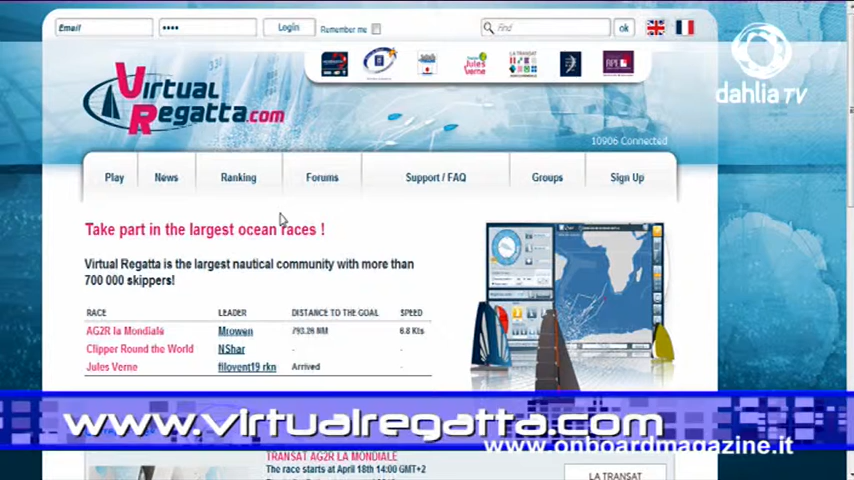 Email
••••
Login
Remember me
Find
ok
JULES VERNE
LA TRANSAT
dahlia TV
Virtual Regatta.com
10906 Connected
Play
News
Ranking
Forums
Support / FAQ
Groups
Sign Up
Take part in the largest ocean races !
Virtual Regatta is the largest nautical community with more than
700 000 skippers!
RACE LEADER DISTANCE TO THE GOAL SPEED
AG2R la Mondiale Mrowen 793.26 NM 6.8 Kts
Clipper Round the World NShar - -
Jules Verne filovent19 rkn Arrived -
www.virtualregatta.com
www.onboardmagazine.it
TRANSAT AG2R LA MONDIALE
The race starts at April 18th 14:00 GMT+2
LA TRANSAT